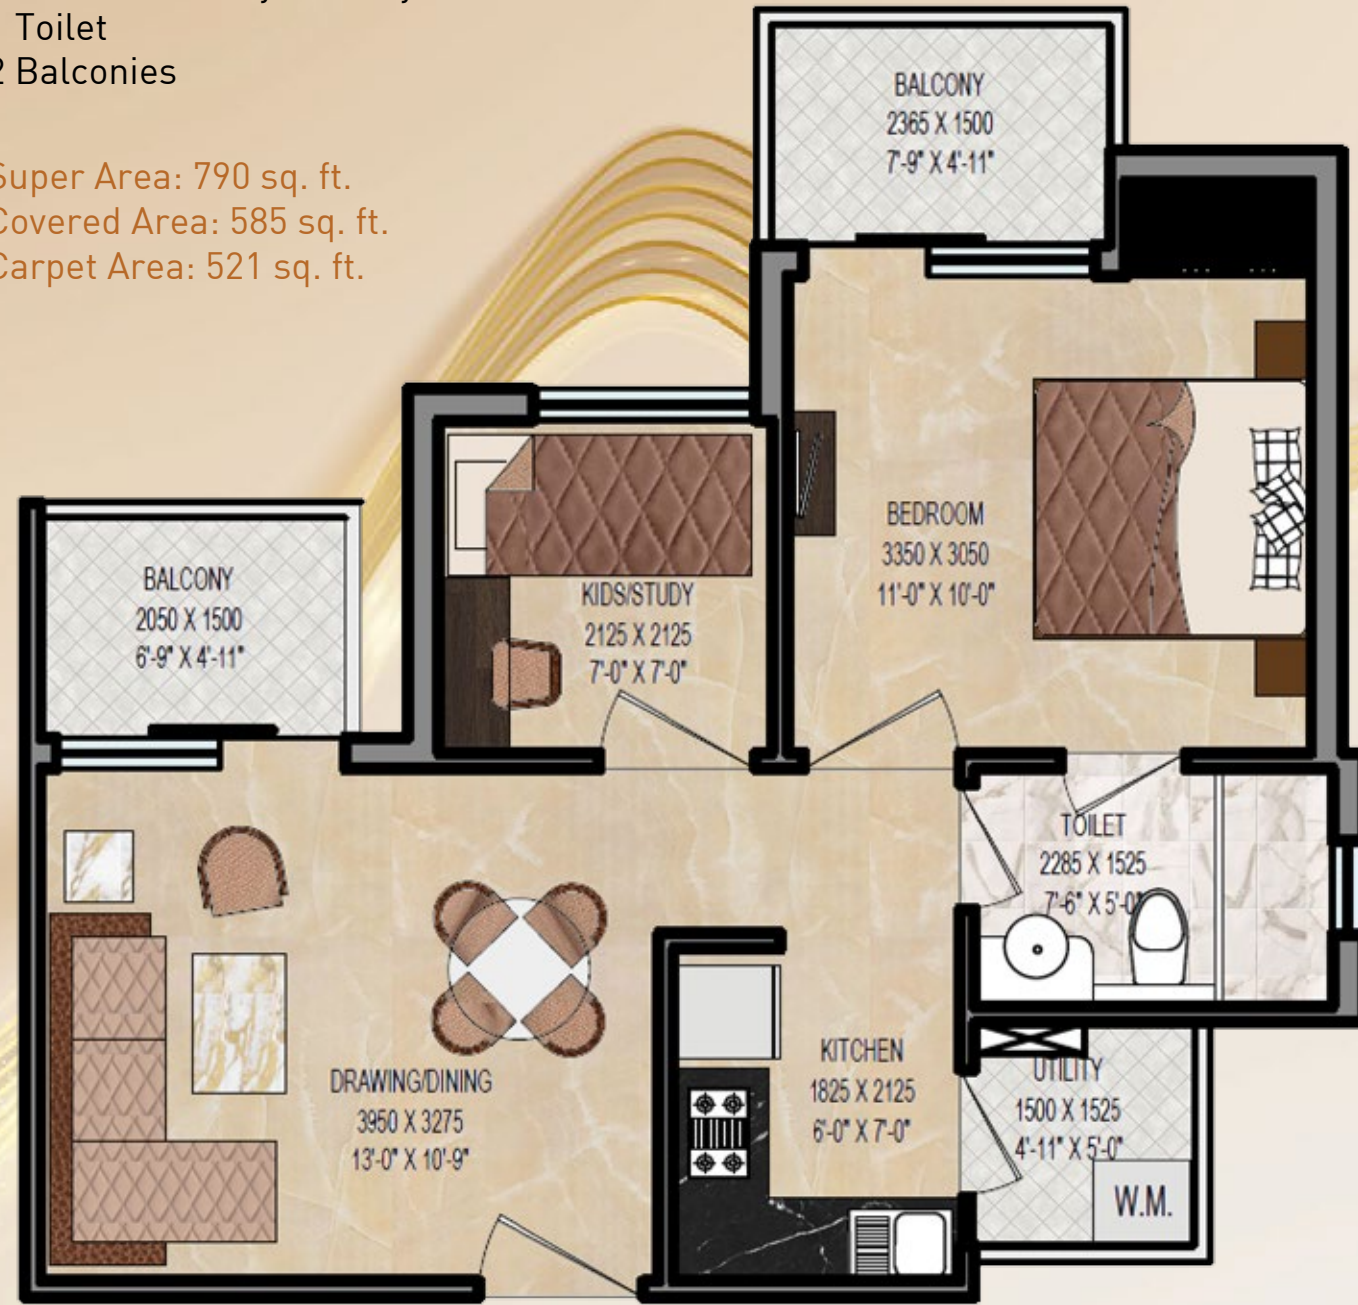 Toilet
2 Balconies
Super Area: 790 sq. ft.
Covered Area: 585 sq. ft.
Carpet Area: 521 sq. ft.
BALCONY
2365 X 1500
7'-9" X 4'-11"
BEDROOM
3350 X 3050
11'-0" X 10'-0"
KIDS/STUDY
2125 X 2125
7'-0" X 7'-0"
BALCONY
2050 X 1500
6'-9" X 4'-11"
TOILET
2285 X 1525
7'-6" X 5'-0"
DRAWING/DINING
3950 X 3275
13'-0" X 10'-9"
KITCHEN
1825 X 2125
6'-0" X 7'-0"
UTILITY
1500 X 1525
4'-11" X 5'-0"
W.M.